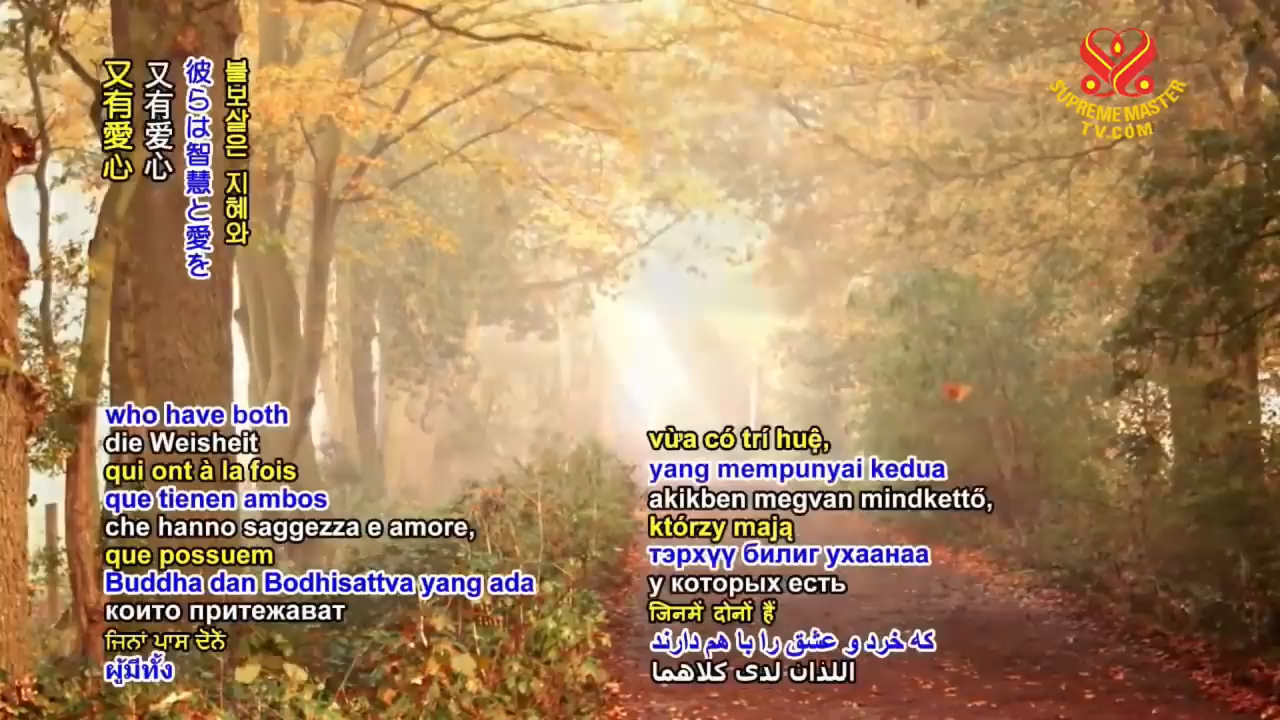 又有愛心
又有爱心
彼らは智慧と愛を
불보살은 지혜와
SUPREME MASTER
TV.COM
who have both
die Weisheit
qui ont à la fois
que tienen ambos
che hanno saggezza e amore,
que possuem
Buddha dan Bodhisattva yang ada
които притежават
ਜਿਨਾਂ ਪਾਸ ਦੋਨੋਂ
ผู้มีทั้ง
vừa có trí huệ,
yang mempunyai kedua
akikben megvan mindkettő,
którzy mają
тэрхүү билиг ухаанаа
у которых есть
जिनमें दोनों हैं
که خرد و عشق را با هم دارند
اللذان لدى كلاهما